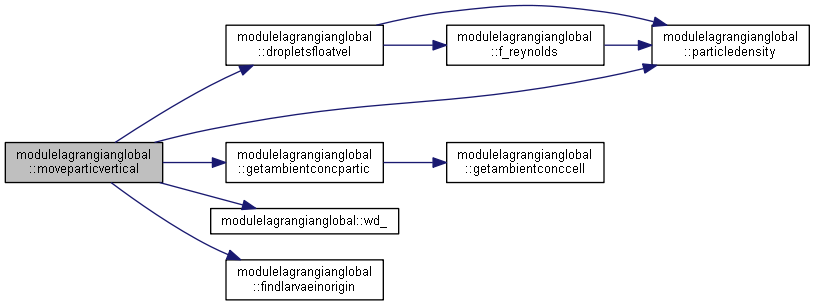 modulelagrangianglobal
::moveparticvertical
modulelagrangianglobal
::dropletsfloatvel
modulelagrangianglobal
::f_reynolds
modulelagrangianglobal
::particledensity
modulelagrangianglobal
::getambientconcpartic
modulelagrangianglobal
::getambientconccell
modulelagrangianglobal::wd_
modulelagrangianglobal
::findlarvaeinorigin